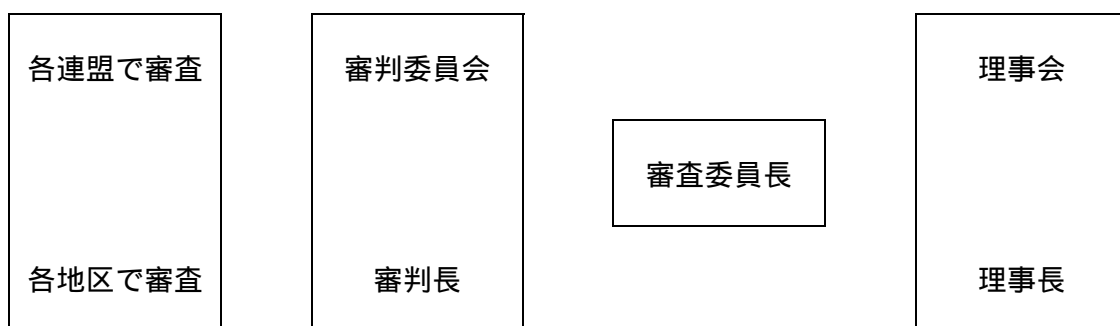 各連盟で審査
各地区で審査
審判委員会
審判長
審査委員長
理事会
理事長